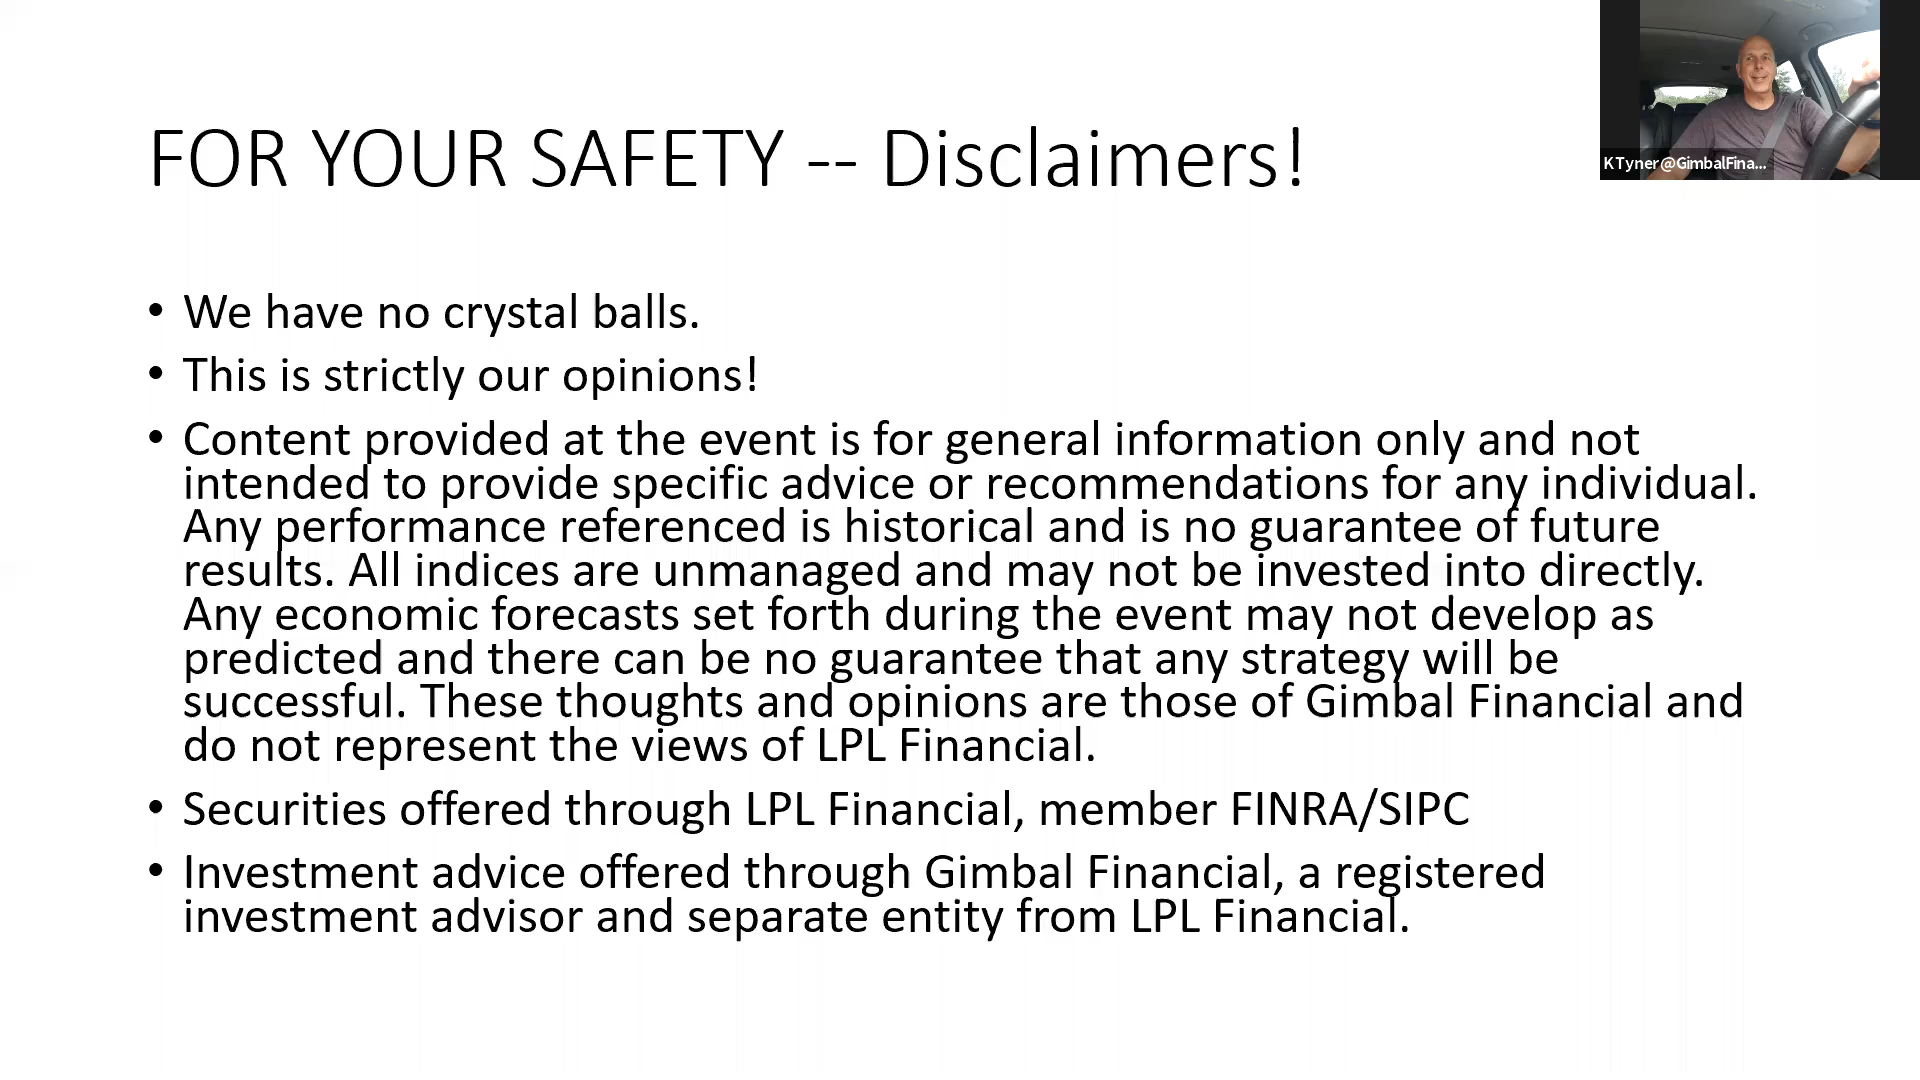 FOR YOUR SAFETY -- Disclaimers!
KTyner@GimbalFina...
• We have no crystal balls.
• This is strictly our opinions!
• Content provided at the event is for general information only and not
intended to provide specific advice or recommendations for any individual.
Any performance referenced is historical and is no guarantee of future
results. All indices are unmanaged and may not be invested into directly.
Any economic forecasts set forth during the event may not develop as
predicted and there can be no guarantee that any strategy will be
successful. These thoughts and opinions are those of Gimbal Financial and
do not represent the views of LPL Financial.
• Securities offered through LPL Financial, member FINRA/SIPC
• Investment advice offered through Gimbal Financial, a registered
investment advisor and separate entity from LPL Financial.